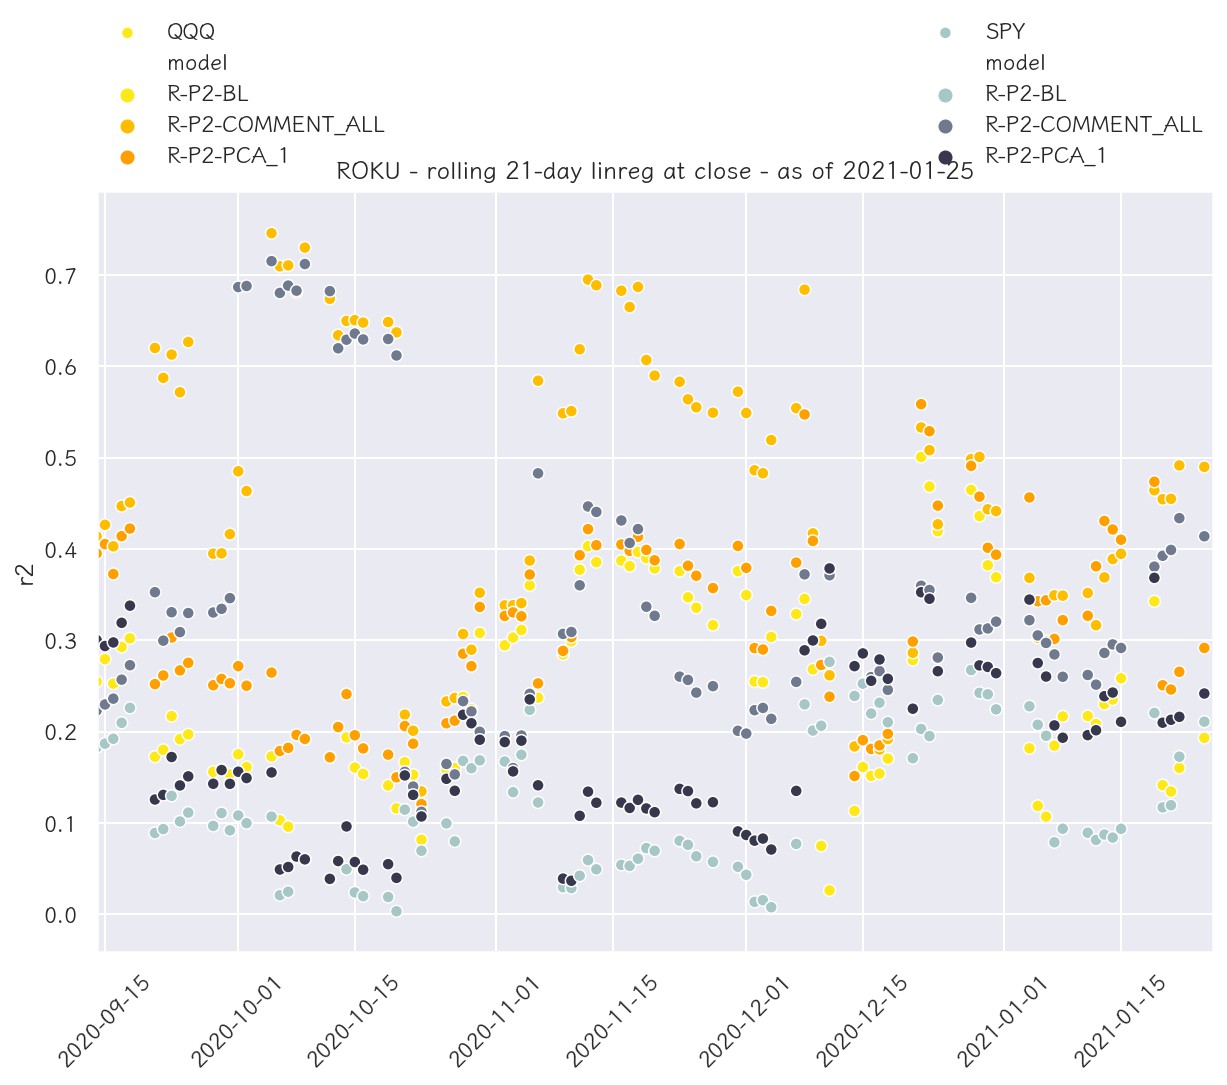 QQQ
model
R-P2-BL
R-P2-COMMENT_ALL
R-P2-PCA_1
SPY
model
R-P2-BL
R-P2-COMMENT_ALL
R-P2-PCA_1
ROKU - rolling 21-day linreg at close - as of 2021-01-25
r2
0.7
0.6
0.5
0.4
0.3
0.2
0.1
0.0
2020-09-15
2020-10-01
2020-10-15
2020-11-01
2020-11-15
2020-12-01
2020-12-15
2021-01-01
2021-01-15